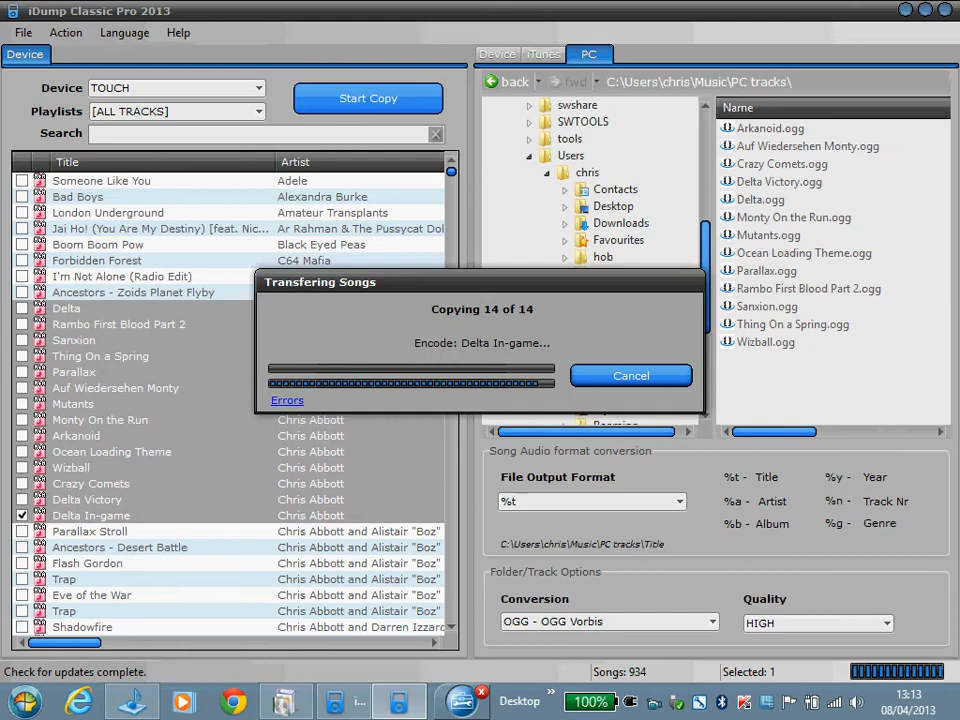 iDump Classic Pro 2013
File Action Language Help
Device
Device TOUCH
Playlists [ALL TRACKS]
Search
Start Copy
Title Artist
Someone Like You Adele
Bad Boys Alexandra Burke
London Underground Amateur Transplants
Jai Ho! (You Are My Destiny) [feat. Nic... Ar Rahman & The Pussycat Dol
Boom Boom Pow Black Eyed Peas
Forbidden Forest C64 Mafia
I'm Not Alone (Radio Edit)
Ancestors - Zoids Planet Flyby
Delta
Rambo First Blood Part 2
Sanxion
Thing On a Spring
Parallax
Auf Wiedersehen Monty
Mutants
Monty On the Run Chris Abbott
Arkanoid Chris Abbott
Ocean Loading Theme Chris Abbott
Wizball Chris Abbott
Crazy Comets Chris Abbott
Delta Victory Chris Abbott
Delta In-game Chris Abbott
Parallax Stroll Chris Abbott and Alistair "Boz"
Ancestors - Desert Battle Chris Abbott and Alistair "Boz"
Flash Gordon Chris Abbott and Alistair "Boz"
Trap Chris Abbott and Alistair "Boz"
Eve of the War Chris Abbott and Alistair "Boz"
Trap Chris Abbott and Alistair "Boz"
Shadowfire Chris Abbott and Darren Izzard
Transfering Songs
Copying 14 of 14
Encode: Delta In-game...
Cancel
Errors
Device iTunes PC
back fwd C:\Users\chris\Music\PC tracks\
swshare
SWTOOLS
tools
Users
chris
Contacts
Desktop
Downloads
Favourites
hob
Name
Arkanoid.ogg
Auf Wiedersehen Monty.ogg
Crazy Comets.ogg
Delta Victory.ogg
Delta.ogg
Monty On the Run.ogg
Mutants.ogg
Ocean Loading Theme.ogg
Parallax.ogg
Rambo First Blood Part 2.ogg
Sanxion.ogg
Thing On a Spring.ogg
Wizball.ogg
Song Audio format conversion
File Output Format
%t
%t - Title %y - Year
%a - Artist %n - Track Nr
%b - Album %g - Genre
C:\Users\chris\Music\PC tracks\Title
Folder/Track Options
Conversion Quality
OGG - OGG Vorbis HIGH
Check for updates complete. Songs: 934 Selected: 1
i... Desktop » 100% 13:13
08/04/2013